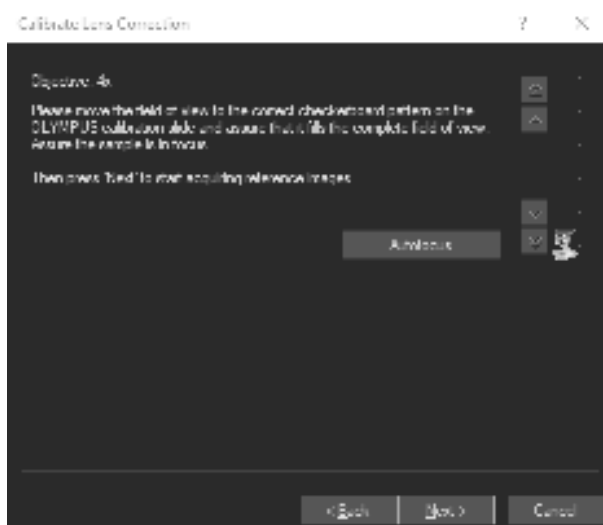 Calibrate Lens Correction
Objective: 4x
Please move the field of view to the correct checkerboard pattern on the
OLYMPUS calibration slide and assure that it fills the complete field of view.
Assure the sample is in focus.
Then press 'Next' to start acquiring reference images
Autofocus
< Back
Next >
Cancel